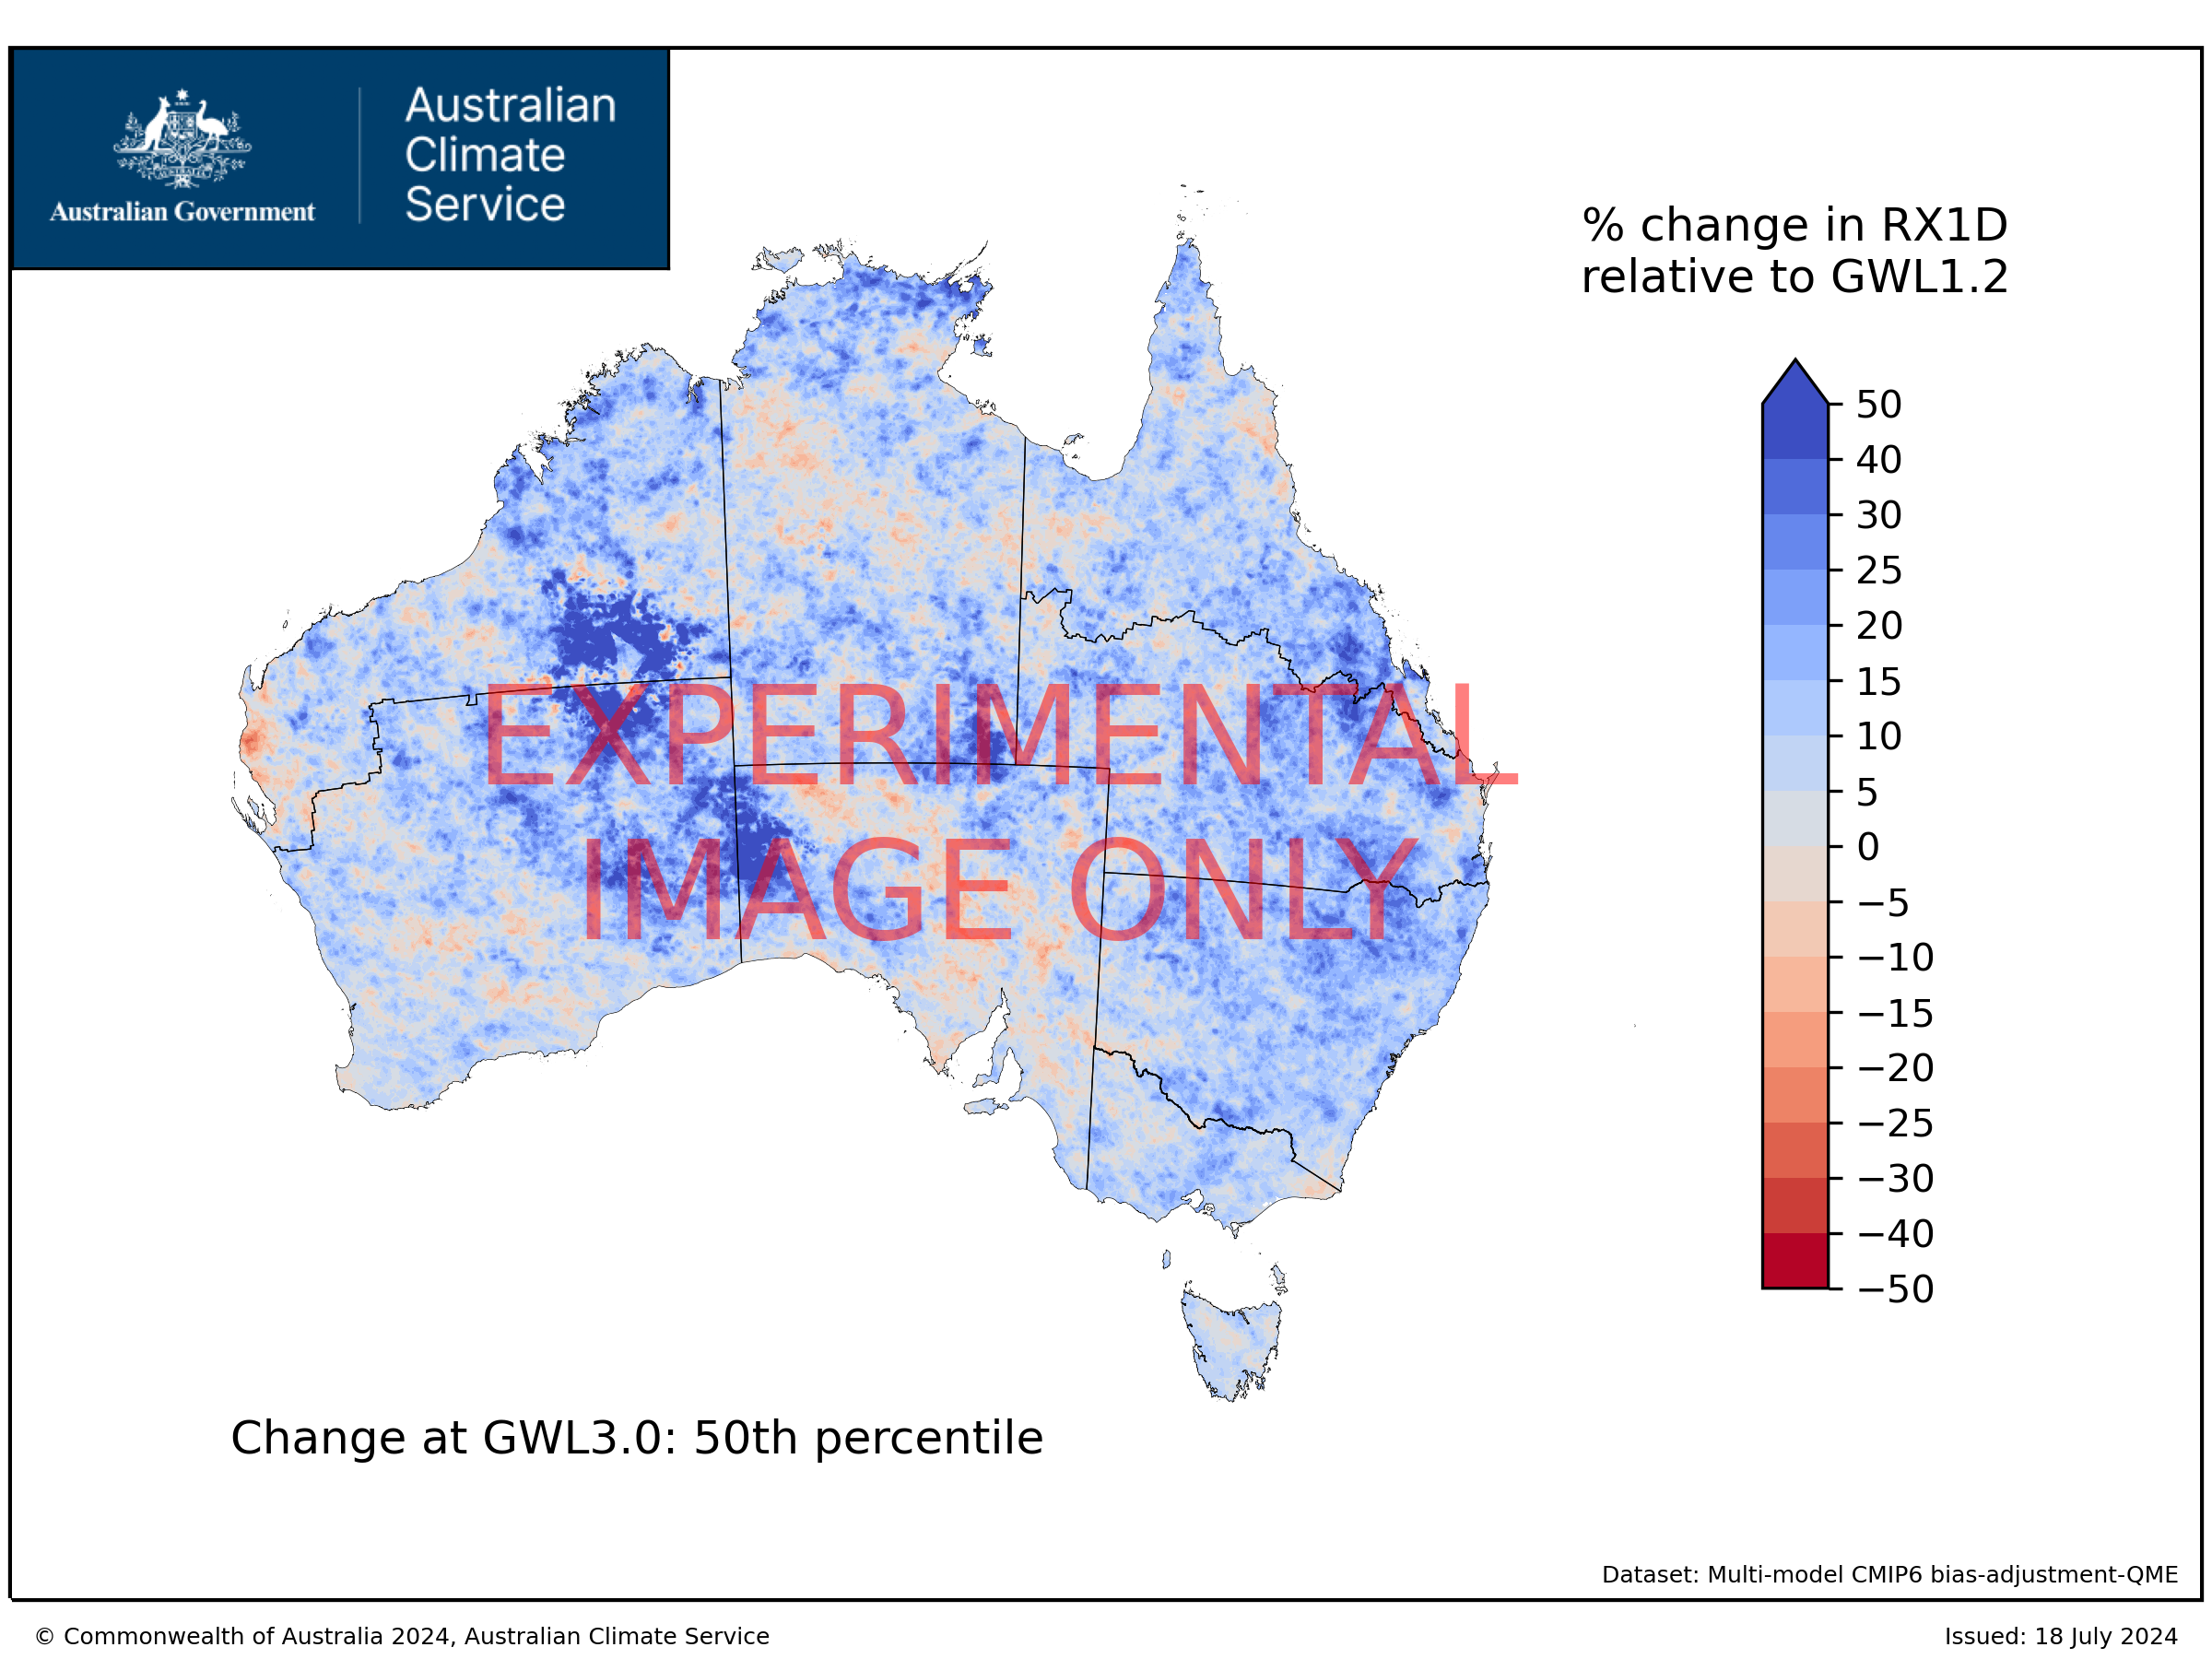 Australian Government
Australian
Climate
Service
% change in RX1D
relative to GWL1.2
50
40
30
25
20
15
10
5
0
−5
−10
−15
−20
−25
−30
−40
−50
EXPERIMENTAL
IMAGE ONLY
Change at GWL3.0: 50th percentile
Dataset: Multi-model CMIP6 bias-adjustment-QME
© Commonwealth of Australia 2024, Australian Climate Service
Issued: 18 July 2024